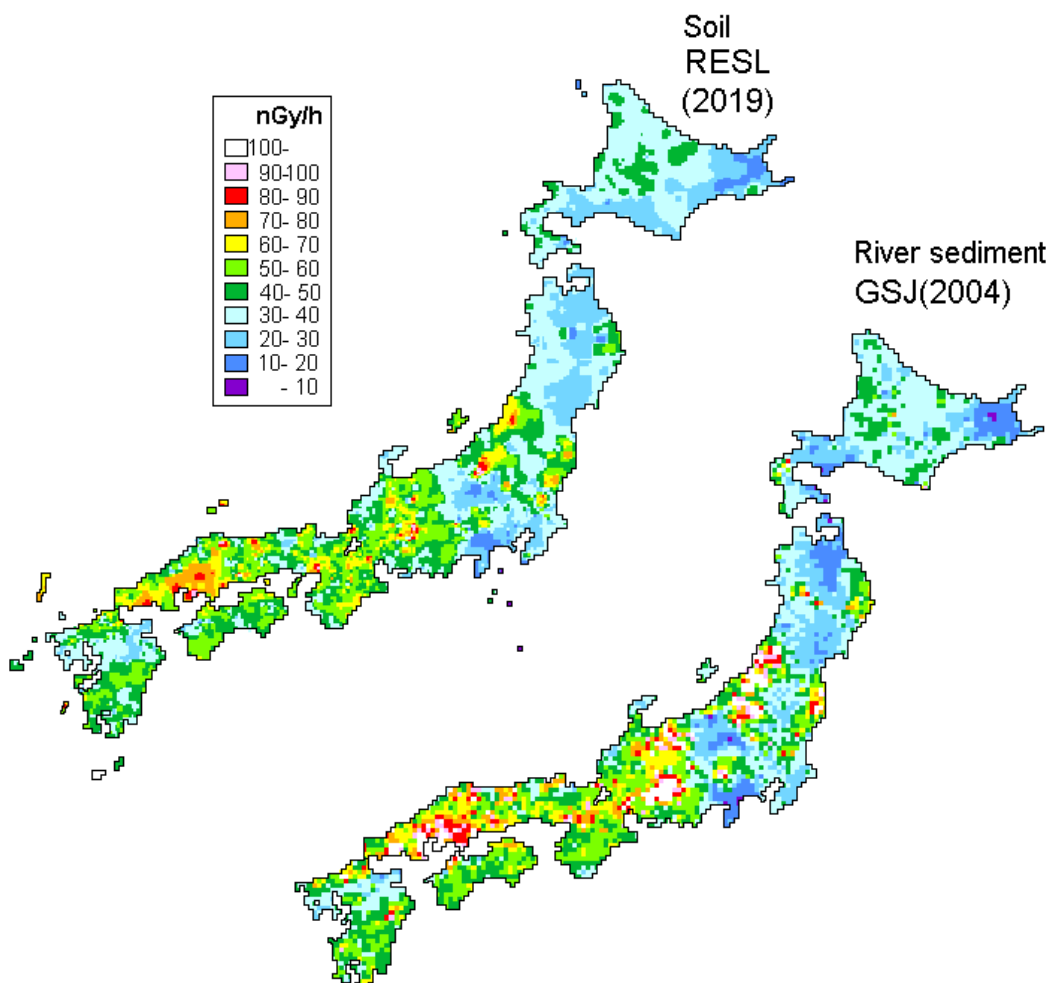 Soil
RESL
(2019)
nGy/h
100-
90-100
80- 90
70- 80
60- 70
50- 60
40- 50
30- 40
20- 30
10- 20
- 10
River sediment
GSJ(2004)